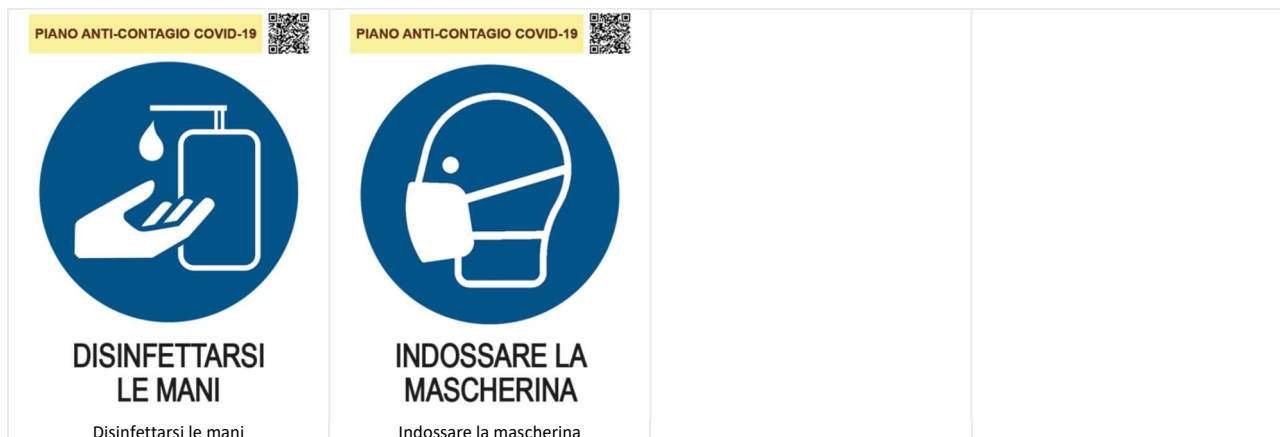 PIANO ANTI-CONTAGIO COVID-19
DISINFETTARSI
LE MANI
Disinfettarsi le mani
PIANO ANTI-CONTAGIO COVID-19
INDOSSARE LA
MASCHERINA
Indossare la mascherina